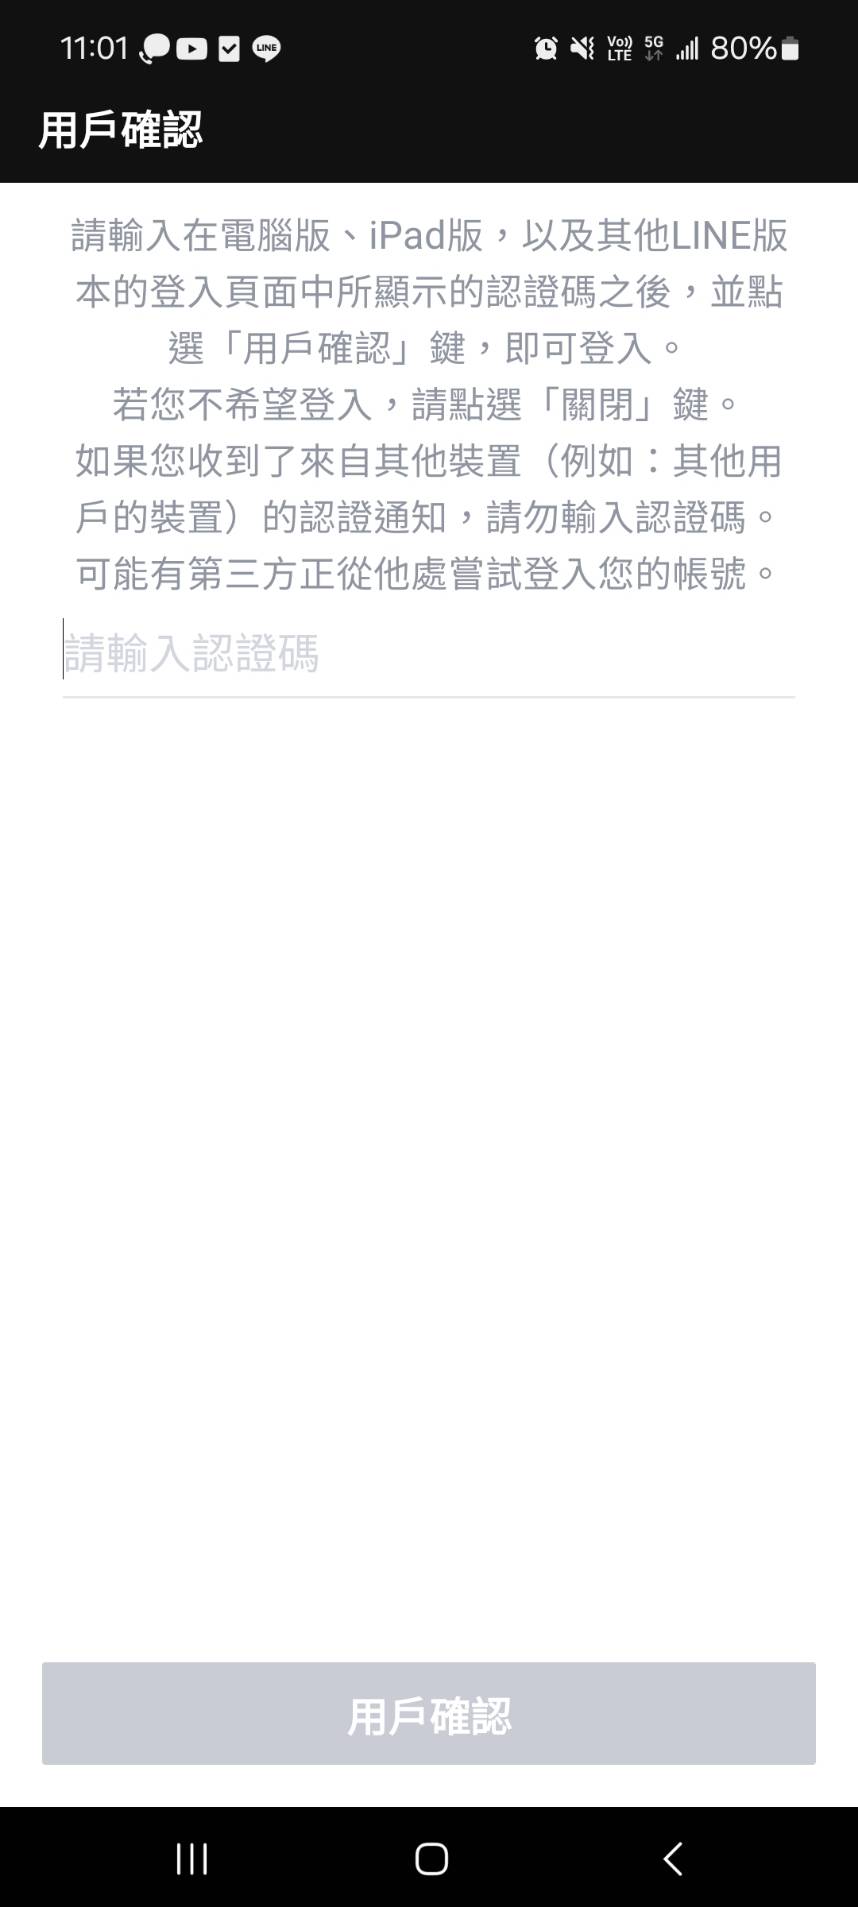 11:01 LINE Vo)) LTE 5G 80%
用戶確認
請輸入在電腦版、iPad版，以及其他LINE版
本的登入頁面中所顯示的認證碼之後，並點
選「用戶確認」鍵，即可登入。
若您不希望登入，請點選「關閉」鍵。
如果您收到了來自其他裝置（例如：其他用
戶的裝置）的認證通知，請勿輸入認證碼。
可能有第三方正從他處嘗試登入您的帳號。
請輸入認證碼
用戶確認